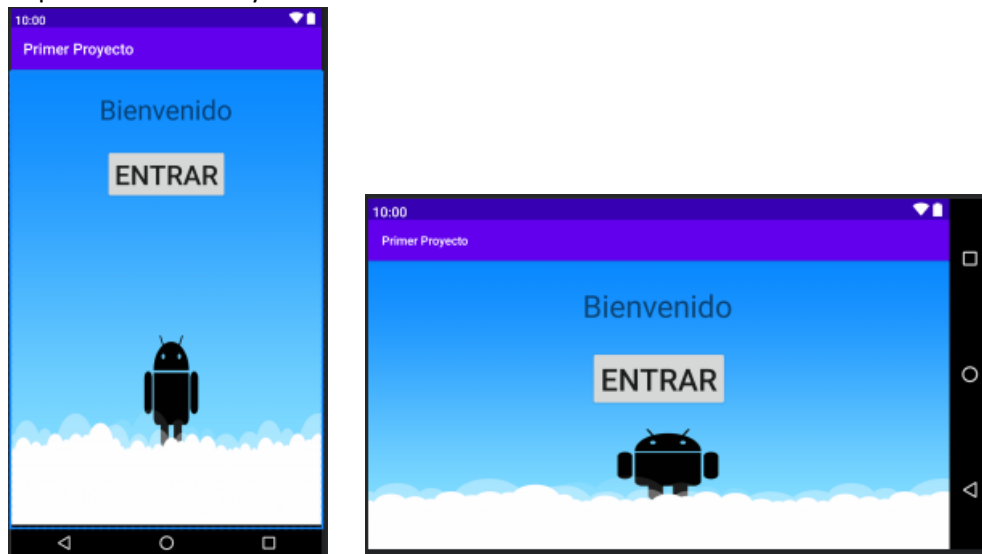 10:00
Primer Proyecto
Bienvenido
ENTRAR
10:00
Primer Proyecto
Bienvenido
ENTRAR